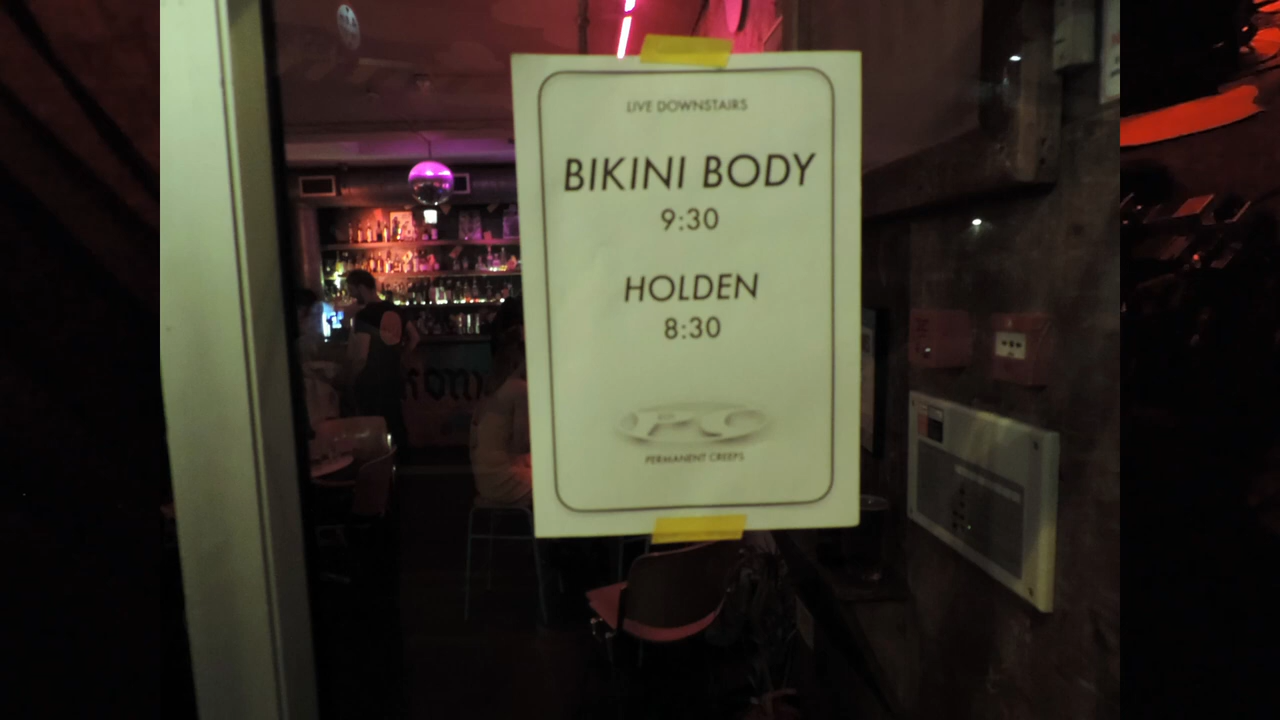 LIVE DOWNSTAIRS
BIKINI BODY
9:30
HOLDEN
8:30
PC
PERMANENT CREEPS